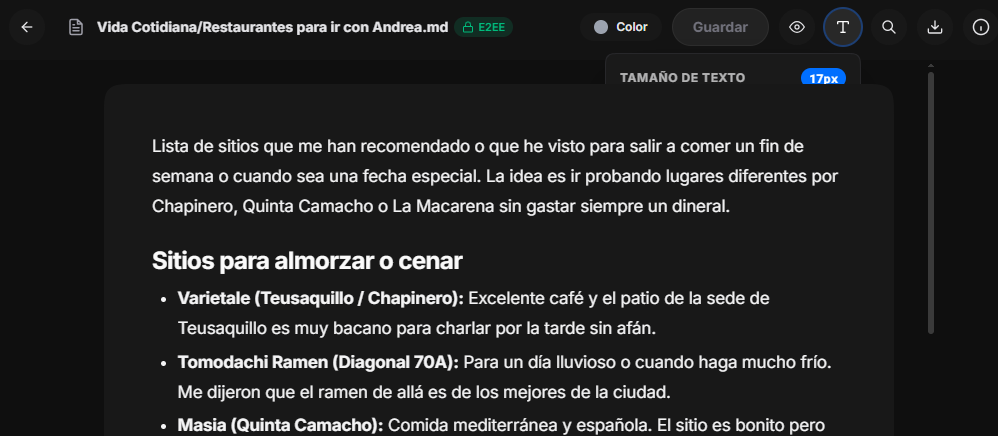 Vida Cotidiana/Restaurantes para ir con Andrea.md E2EE Color Guardar T
TAMAÑO DE TEXTO 17px
Lista de sitios que me han recomendado o que he visto para salir a comer un fin de
semana o cuando sea una fecha especial. La idea es ir probando lugares diferentes por
Chapinero, Quinta Camacho o La Macarena sin gastar siempre un dineral.
Sitios para almorzar o cenar
• Varietale (Teusaquillo / Chapinero): Excelente café y el patio de la sede de
Teusaquillo es muy bacano para charlar por la tarde sin afán.
• Tomodachi Ramen (Diagonal 70A): Para un día lluvioso o cuando haga mucho frío.
Me dijeron que el ramen de allá es de los mejores de la ciudad.
• Masia (Quinta Camacho): Comida mediterránea y española. El sitio es bonito pero